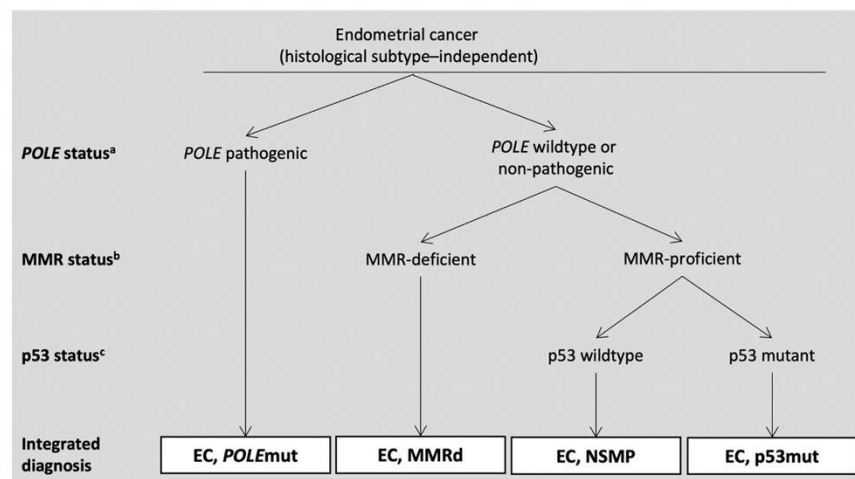 Endometrial cancer
(histological subtype–independent)
POLE statusᵃ
POLE pathogenic
POLE wildtype or
non-pathogenic
MMR statusᵇ
MMR-deficient
MMR-proficient
p53 statusᶜ
p53 wildtype
p53 mutant
Integrated
diagnosis
EC, POLEmut
EC, MMRd
EC, NSMP
EC, p53mut